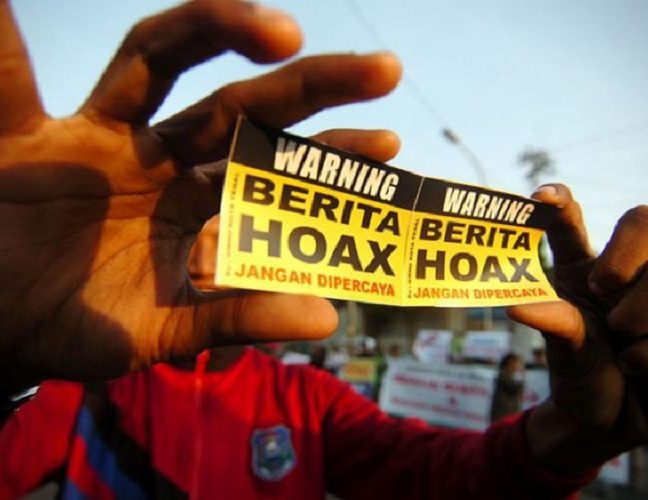 WARNING
BERITA
HOAX
JANGAN DIPERCAYA
WARNING
BERITA
HOAX
JANGAN DIPERCAYA